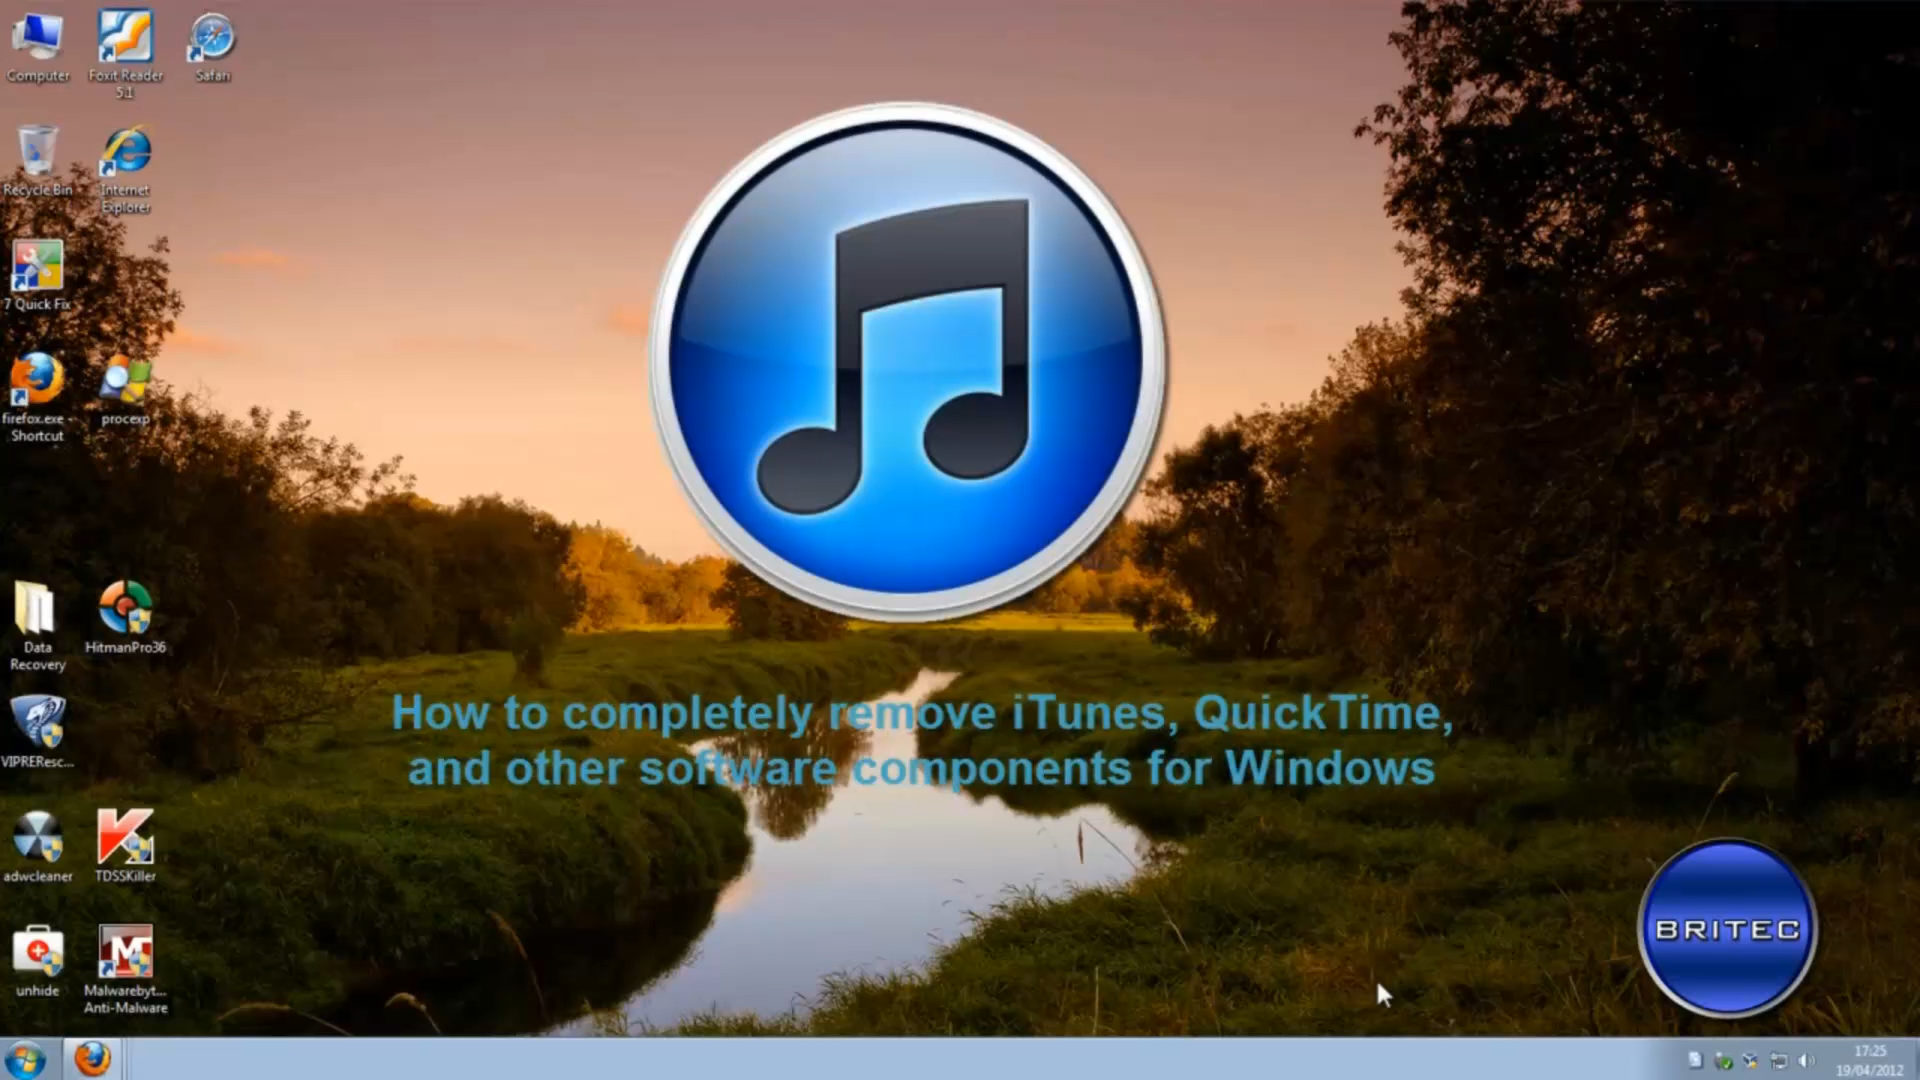 Computer
Foxit Reader
5.1
Safari
Recycle Bin
Internet
Explorer
7 Quick Fix
firefox.exe -
Shortcut
procexp
Data
Recovery
HitmanPro36
VIPREResc...
adwcleaner
TDSSKiller
unhide
Malwarebyt...
Anti-Malware
How to completely remove iTunes, QuickTime,
and other software components for Windows
BRITEC
17:25
19/04/2012